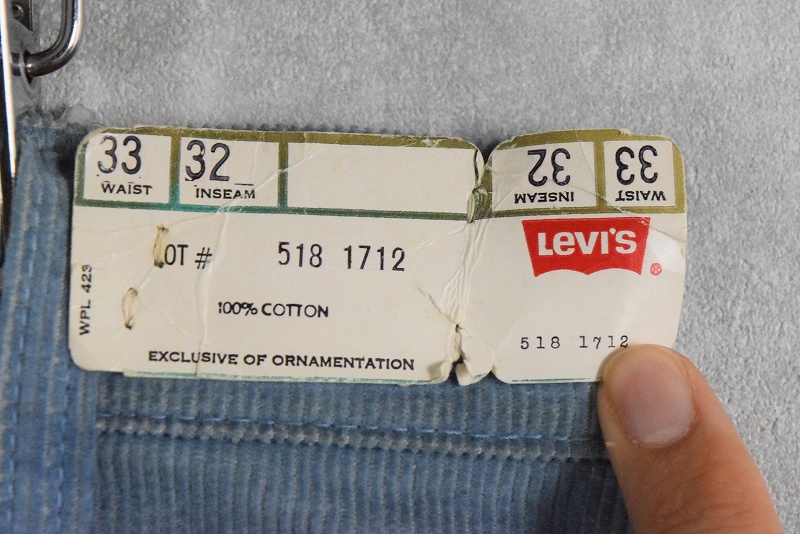 33 32
WAIST INSEAM
LOT # 518 1712
100% COTTON
EXCLUSIVE OF ORNAMENTATION
WPL 423
33 32
WAIST INSEAM
LEVI'S ®
518 1712